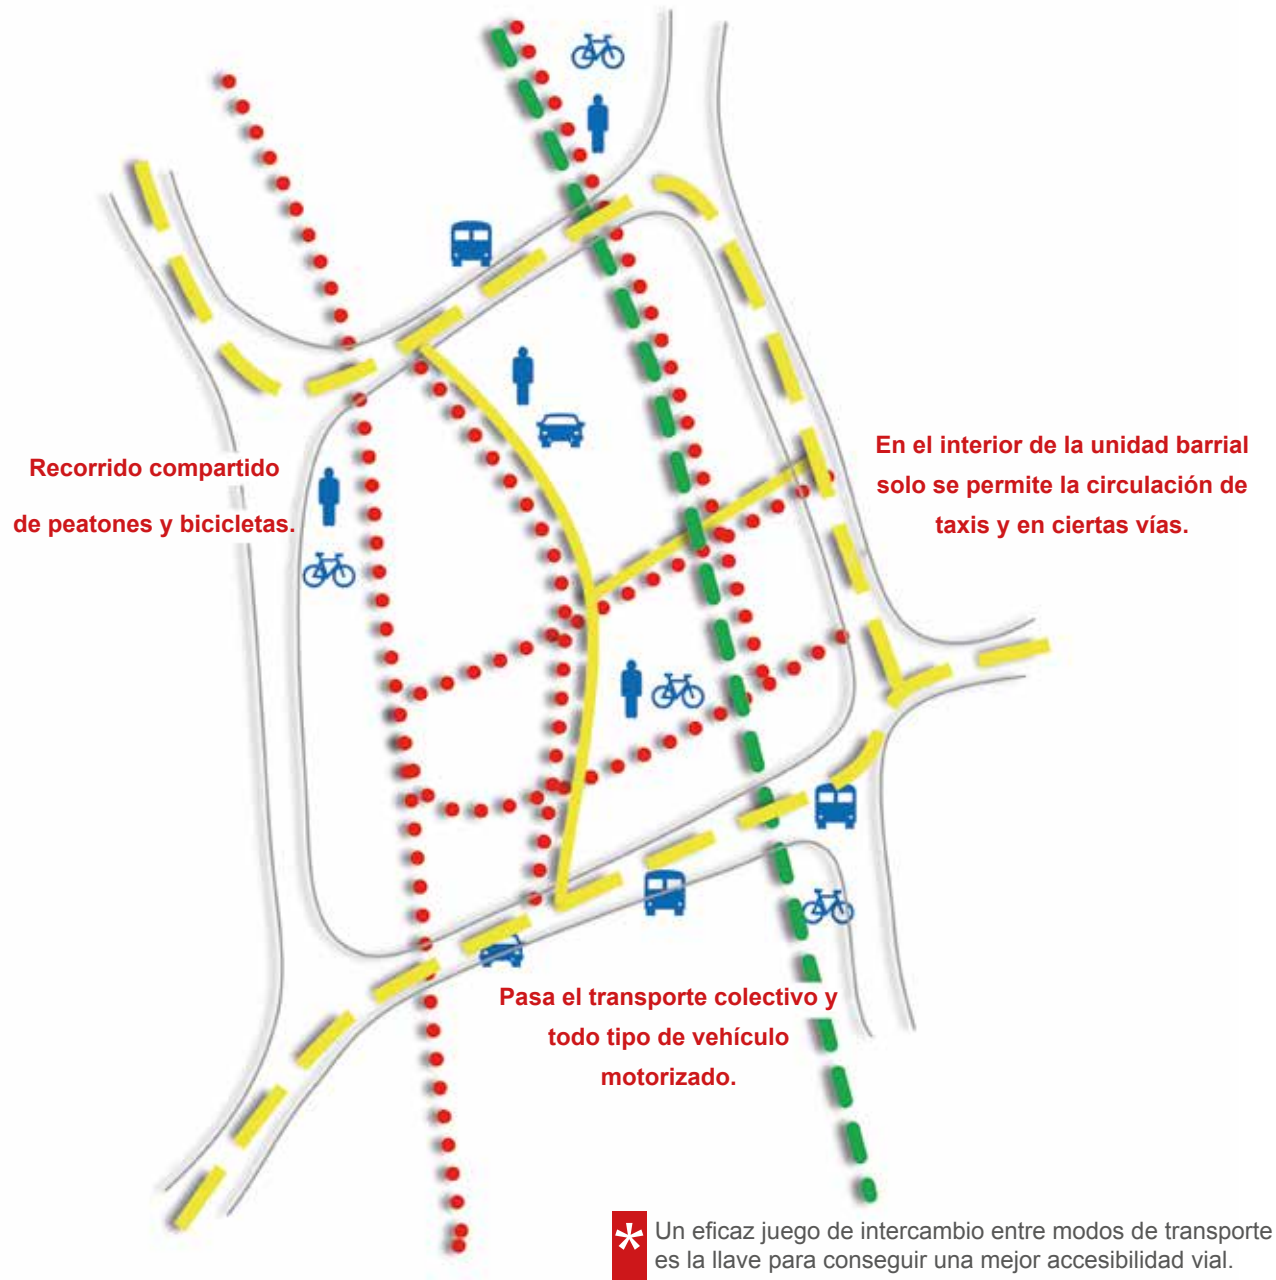 Recorrido compartido
de peatones y bicicletas.
En el interior de la unidad barrial
solo se permite la circulación de
taxis y en ciertas vías.
Pasa el transporte colectivo y
todo tipo de vehículo
motorizado.
* Un eficaz juego de intercambio entre modos de transporte
es la llave para conseguir una mejor accesibilidad vial.